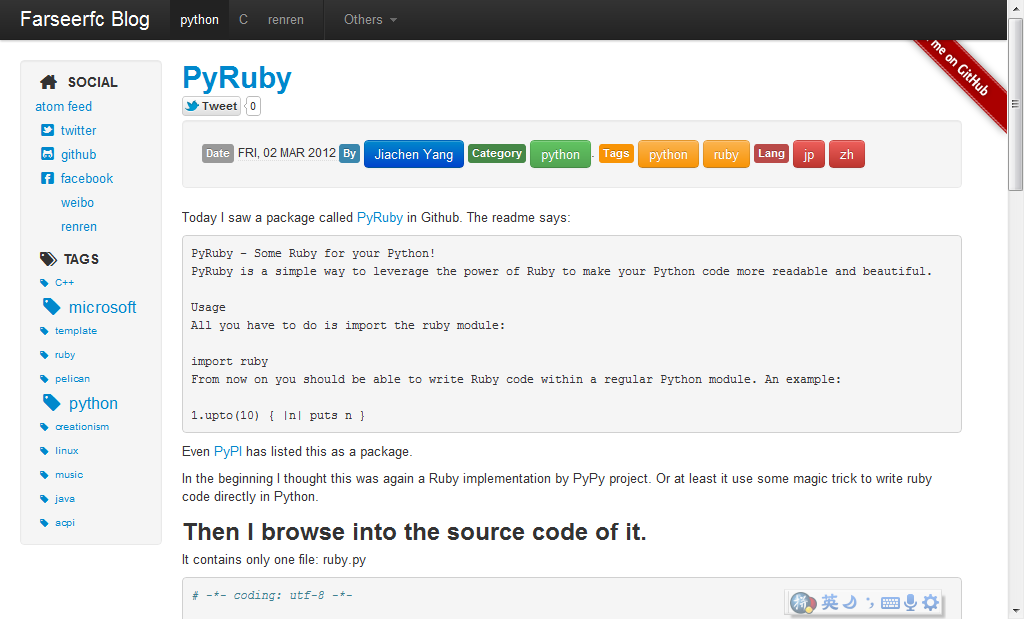 Farseerfc Blog python C renren Others
me on GitHub
SOCIAL
atom feed
twitter
github
facebook
weibo
renren
TAGS
C++
microsoft
template
ruby
pelican
python
creationism
linux
music
java
acpi
PyRuby
Tweet 0
Date FRI, 02 MAR 2012 By Jiachen Yang Category python . Tags python ruby Lang jp zh
Today I saw a package called PyRuby in Github. The readme says:
PyRuby - Some Ruby for your Python!
PyRuby is a simple way to leverage the power of Ruby to make your Python code more readable and beautiful.
Usage
All you have to do is import the ruby module:
import ruby
From now on you should be able to write Ruby code within a regular Python module. An example:
1.upto(10) { |n| puts n }
Even PyPI has listed this as a package.
In the beginning I thought this was again a Ruby implementation by PyPy project. Or at least it use some magic trick to write ruby
code directly in Python.
Then I browse into the source code of it.
It contains only one file: ruby.py
# -*- coding: utf-8 -*-
拼 英